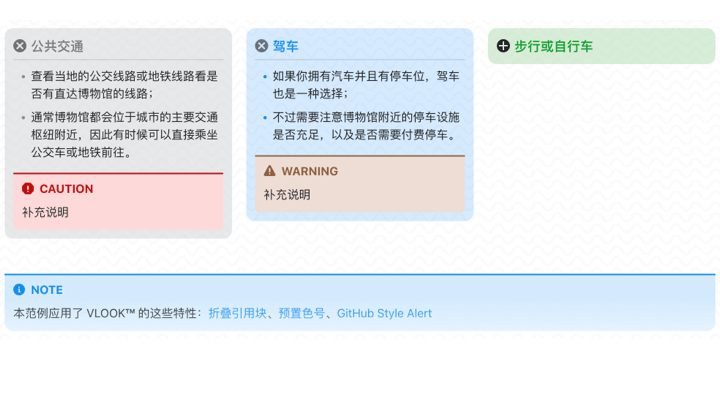 公共交通
查看当地的公交线路或地铁线路看是
否有直达博物馆的线路；
通常博物馆都会位于城市的主要交通
枢纽附近，因此有时候可以直接乘坐
公交车或地铁前往。
CAUTION
补充说明
驾车
如果你拥有汽车并且有停车位，驾车
也是一种选择；
不过需要注意博物馆附近的停车设施
是否充足，以及是否需要付费停车。
WARNING
补充说明
步行或自行车
NOTE
本范例应用了 VLOOK™ 的这些特性：折叠引用块、预置色号、GitHub Style Alert